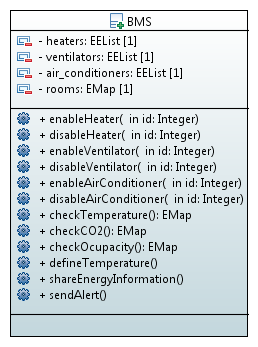 BMS
- heaters: EEList [1]
- ventilators: EEList [1]
- air_conditioners: EEList [1]
- rooms: EMap [1]
+ enableHeater( in id: Integer)
+ disableHeater( in id: Integer)
+ enableVentilator( in id: Integer)
+ disableVentilator( in id: Integer)
+ enableAirConditioner( in id: Integer)
+ disableAirConditioner( in id: Integer)
+ checkTemperature(): EMap
+ checkCO2(): EMap
+ checkOcupacity(): EMap
+ defineTemperature()
+ shareEnergyInformation()
+ sendAlert()